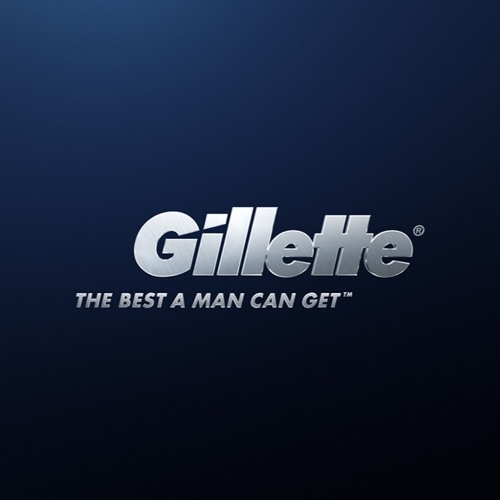 Gillette®
THE BEST A MAN CAN GET™